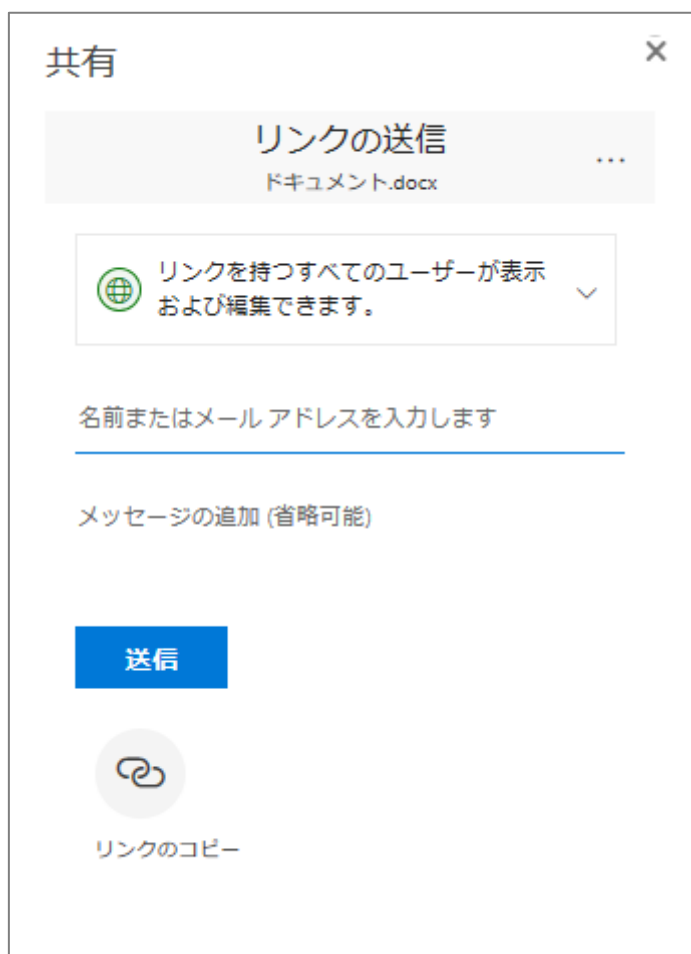 共有
リンクの送信
ドキュメント.docx
リンクを持つすべてのユーザーが表示
および編集できます。
名前またはメール アドレスを入力します
メッセージの追加 (省略可能)
送信
リンクのコピー